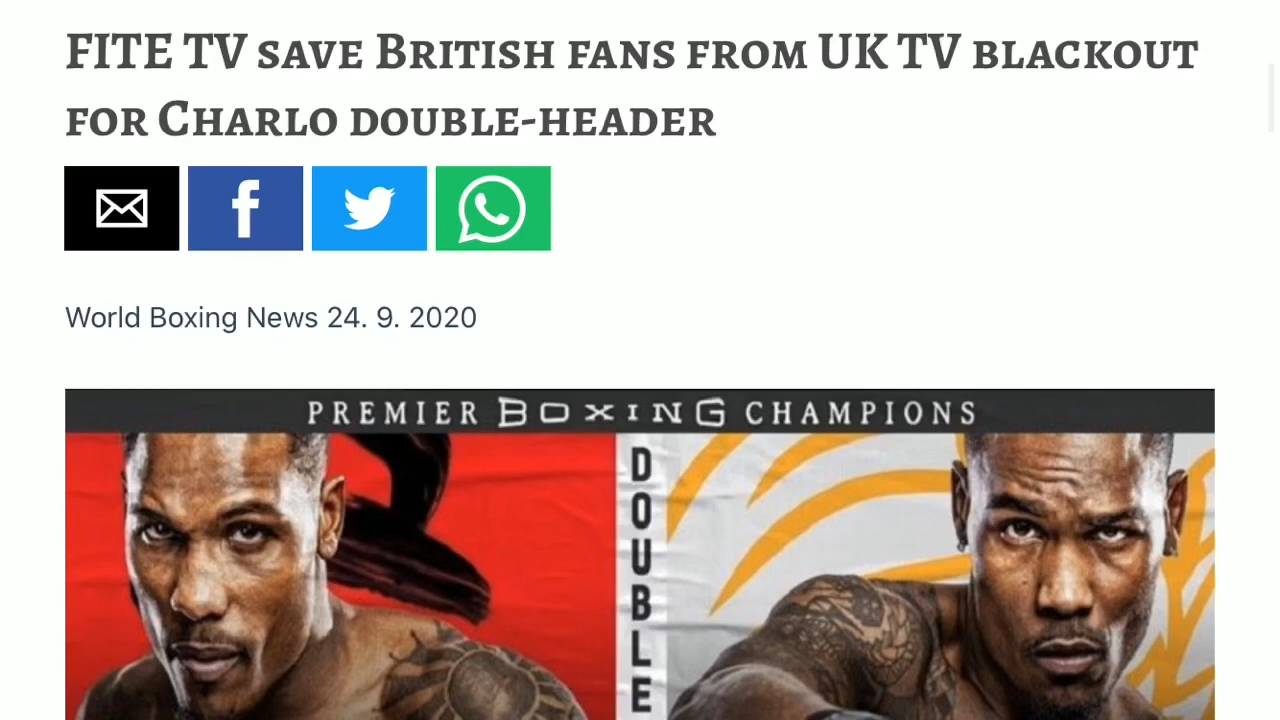 FITE TV SAVE BRITISH FANS FROM UK TV BLACKOUT
FOR CHARLO DOUBLE-HEADER
World Boxing News 24. 9. 2020
PREMIER BOXING CHAMPIONS
DOUBLE